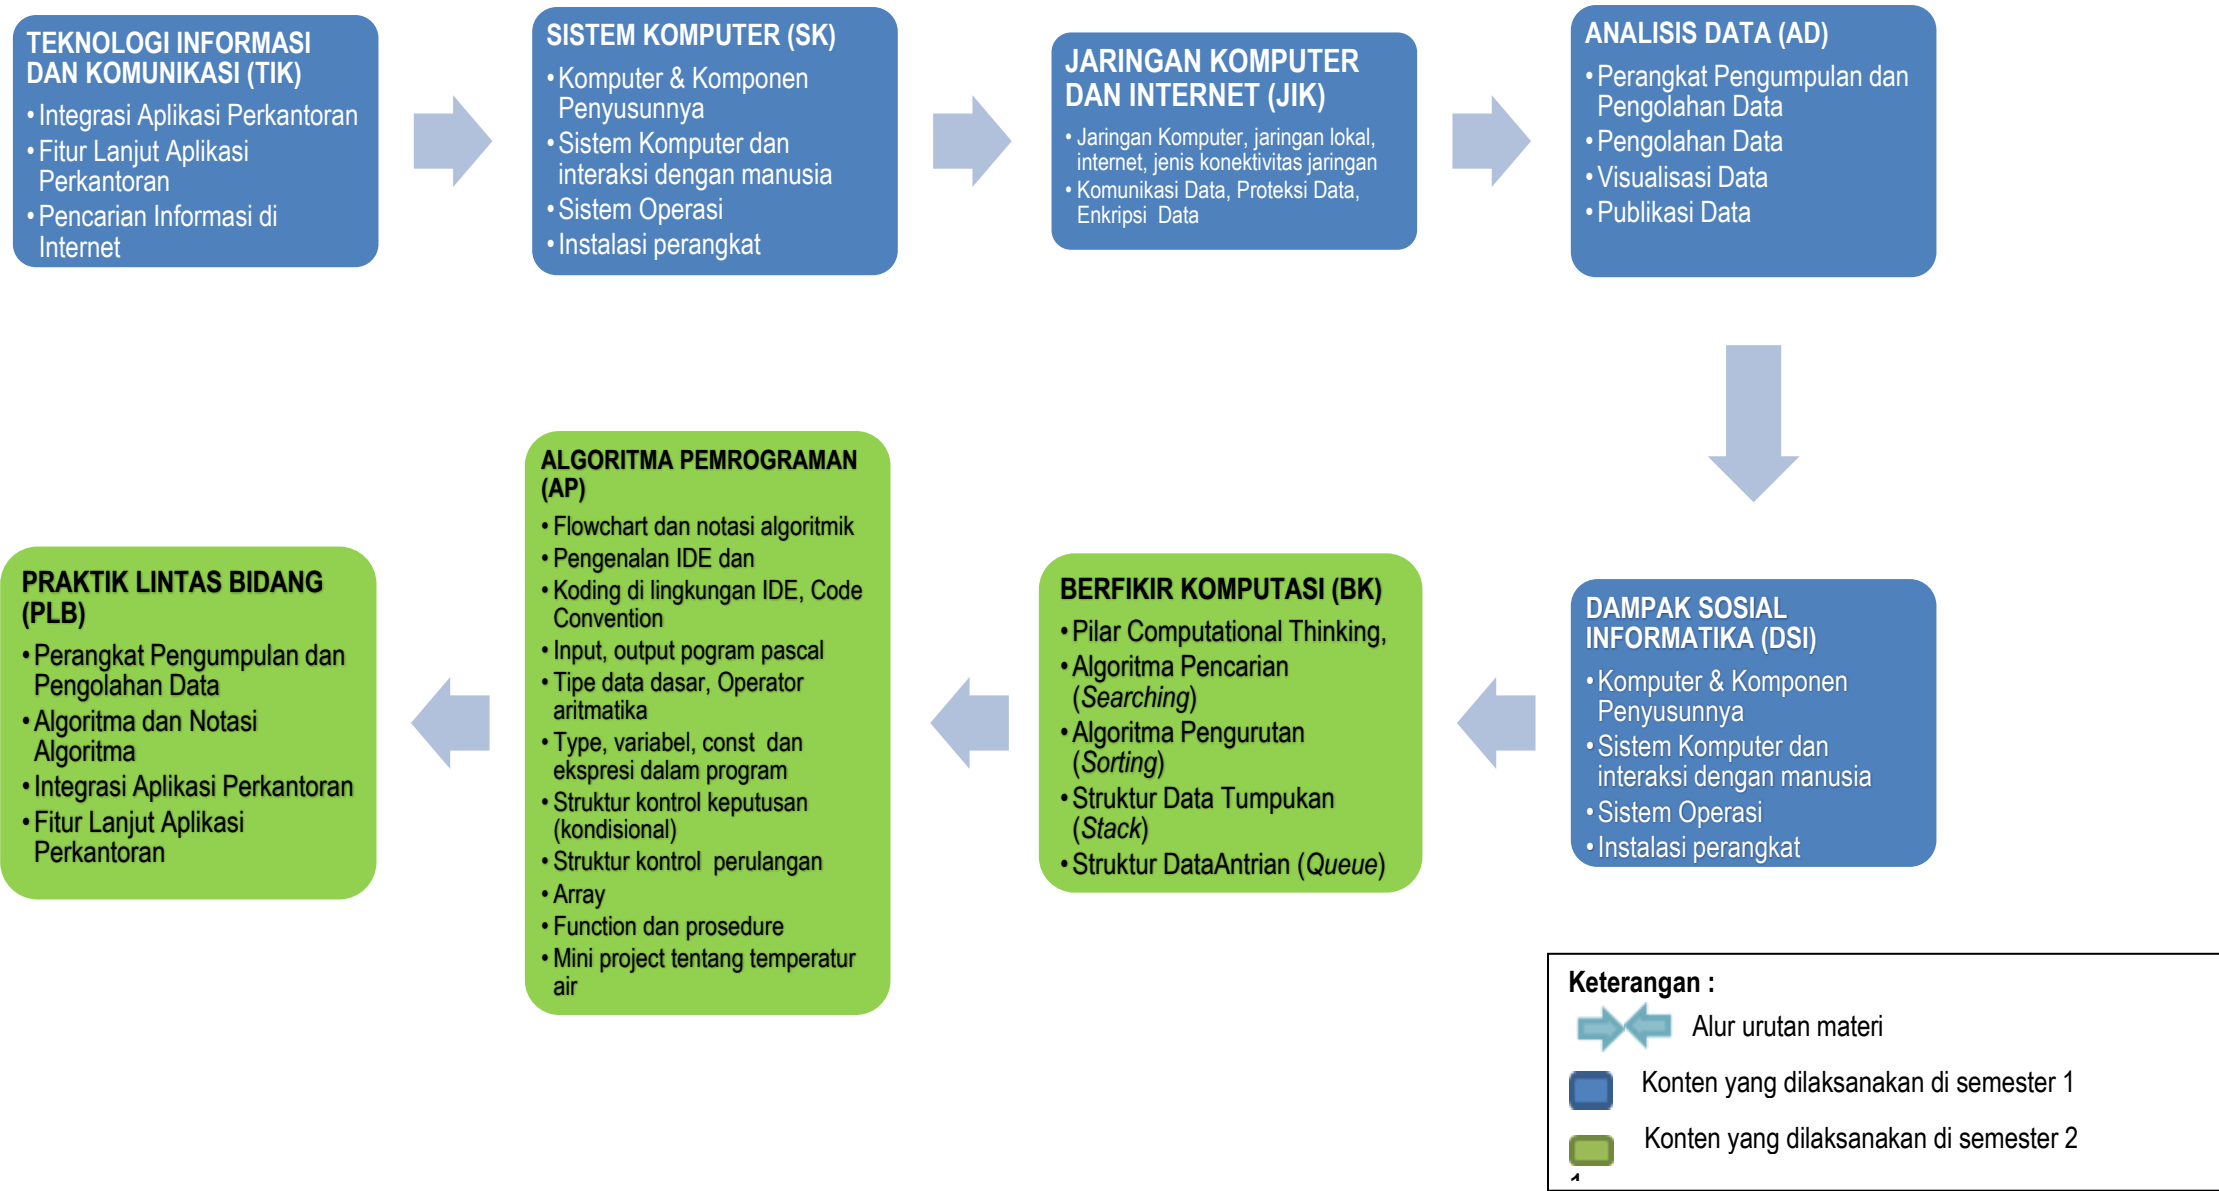 TEKNOLOGI INFORMASI
DAN KOMUNIKASI (TIK)
• Integrasi Aplikasi Perkantoran
• Fitur Lanjut Aplikasi
Perkantoran
• Pencarian Informasi di
Internet
SISTEM KOMPUTER (SK)
• Komputer & Komponen
Penyusunnya
• Sistem Komputer dan
interaksi dengan manusia
• Sistem Operasi
• Instalasi perangkat
JARINGAN KOMPUTER
DAN INTERNET (JIK)
• Jaringan Komputer, jaringan lokal,
internet, jenis konektivitas jaringan
• Komunikasi Data, Proteksi Data,
Enkripsi Data
ANALISIS DATA (AD)
• Perangkat Pengumpulan dan
Pengolahan Data
• Pengolahan Data
• Visualisasi Data
• Publikasi Data
DAMPAK SOSIAL
INFORMATIKA (DSI)
• Komputer & Komponen
Penyusunnya
• Sistem Komputer dan
interaksi dengan manusia
• Sistem Operasi
• Instalasi perangkat
BERFIKIR KOMPUTASI (BK)
• Pilar Computational Thinking,
• Algoritma Pencarian
(Searching)
• Algoritma Pengurutan
(Sorting)
• Struktur Data Tumpukan
(Stack)
• Struktur DataAntrian (Queue)
ALGORITMA PEMROGRAMAN
(AP)
• Flowchart dan notasi algoritmik
• Pengenalan IDE dan
• Koding di lingkungan IDE, Code
Convention
• Input, output pogram pascal
• Tipe data dasar, Operator
aritmatika
• Type, variabel, const dan
ekspresi dalam program
• Struktur kontrol keputusan
(kondisional)
• Struktur kontrol perulangan
• Array
• Function dan prosedure
• Mini project tentang temperatur
air
PRAKTIK LINTAS BIDANG
(PLB)
• Perangkat Pengumpulan dan
Pengolahan Data
• Algoritma dan Notasi
Algoritma
• Integrasi Aplikasi Perkantoran
• Fitur Lanjut Aplikasi
Perkantoran
Keterangan :
Alur urutan materi
Konten yang dilaksanakan di semester 1
Konten yang dilaksanakan di semester 2